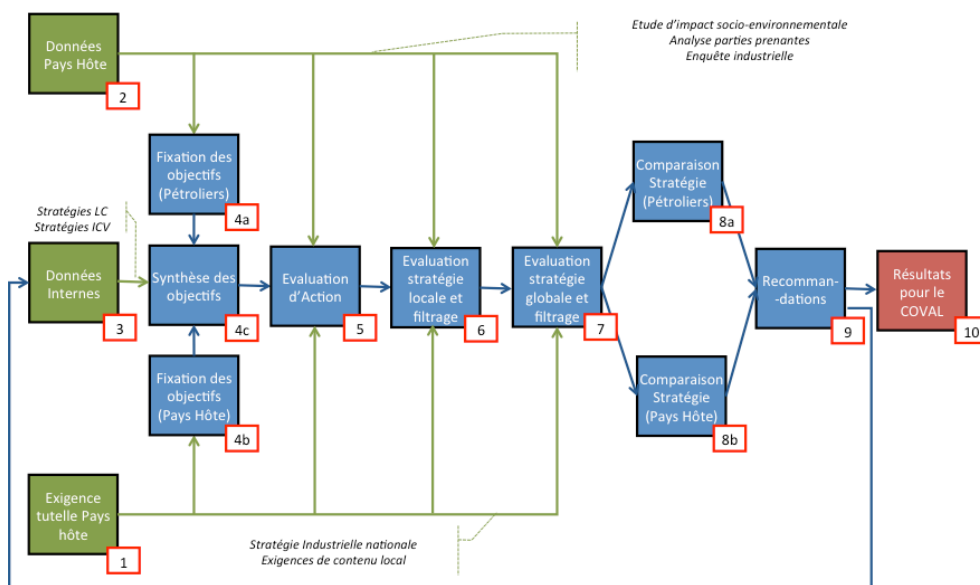 Etude d'impact socio-environnementale
Analyse parties prenantes
Enquête industrielle
Données
Pays Hôte
2
Fixation des
objectifs
(Pétroliers)
4a
Comparaison
Stratégie
(Pétroliers)
8a
Stratégies LC
Stratégies ICV
Données
Internes
3
Synthèse des
objectifs
4c
Evaluation
d'Action
5
Evaluation
stratégie
locale et
filtrage
6
Evaluation
stratégie
globale et
filtrage
7
Recomman-
-dations
9
Résultats
pour le
COVAL
10
Fixation des
objectifs
(Pays Hôte)
4b
Comparaison
Stratégie
(Pays Hôte)
8b
Exigence
tutelle Pays
hôte
1
Stratégie Industrielle nationale
Exigences de contenu local